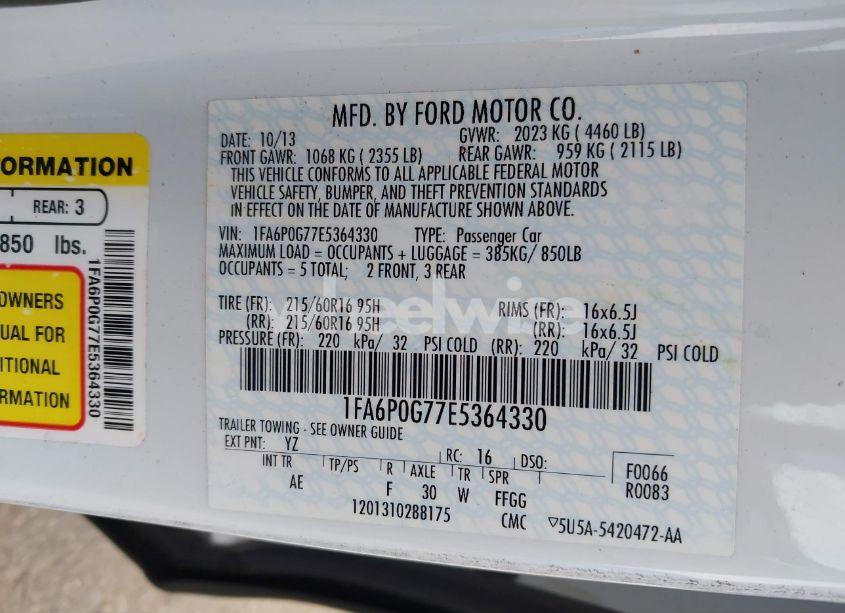 ORMATION
REAR: 3
850 lbs.
OWNERS
UAL FOR
ITIONAL
RMATION
1FA6P0G77E5364330
MFD. BY FORD MOTOR CO.
DATE: 10/13 GVWR: 2023 KG ( 4460 LB)
FRONT GAWR: 1068 KG ( 2355 LB) REAR GAWR: 959 KG ( 2115 LB)
THIS VEHICLE CONFORMS TO ALL APPLICABLE FEDERAL MOTOR
VEHICLE SAFETY, BUMPER, AND THEFT PREVENTION STANDARDS
IN EFFECT ON THE DATE OF MANUFACTURE SHOWN ABOVE.
VIN: 1FA6P0G77E5364330 TYPE: Passenger Car
MAXIMUM LOAD = OCCUPANTS + LUGGAGE = 385KG/ 850LB
OCCUPANTS = 5 TOTAL; 2 FRONT, 3 REAR
TIRE (FR): 215/60R16 95H RIMS (FR): 16x6.5J
(RR): 215/60R16 95H (RR): 16x6.5J
PRESSURE (FR): 220 kPa/ 32 PSI COLD (RR): 220 kPa/ 32 PSI COLD
1FA6P0G77E5364330
TRAILER TOWING - SEE OWNER GUIDE
EXT PNT: YZ RC: 16 DSO: F0066
INT TR TP/PS R AXLE TR SPR R0083
AE F 30 W FFGG
1201310288175 CMC ▽5U5A-5420472-AA